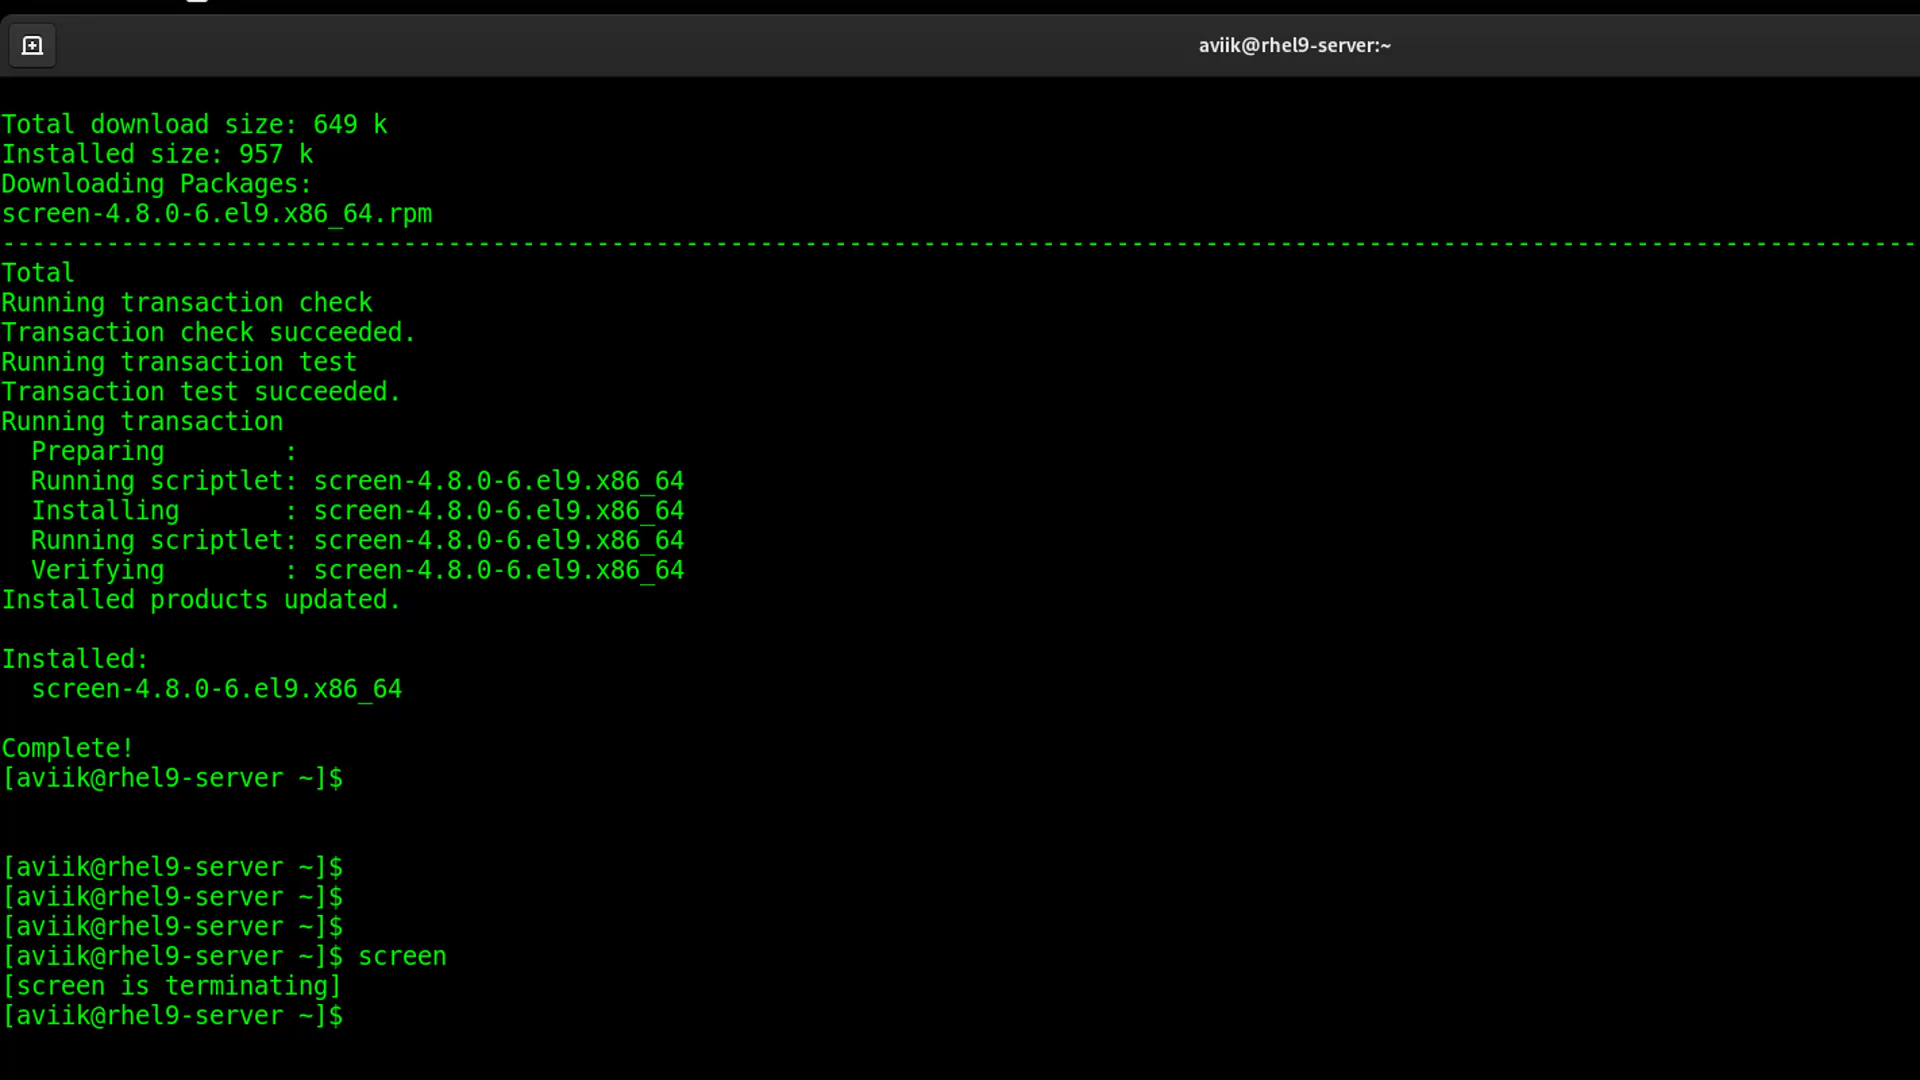 aviik@rhel9-server:~
Total download size: 649 k
Installed size: 957 k
Downloading Packages:
screen-4.8.0-6.el9.x86_64.rpm
--------------------------------------------------------------------------------------------------------------------------------
Total
Running transaction check
Transaction check succeeded.
Running transaction test
Transaction test succeeded.
Running transaction
  Preparing        :
  Running scriptlet: screen-4.8.0-6.el9.x86_64
  Installing       : screen-4.8.0-6.el9.x86_64
  Running scriptlet: screen-4.8.0-6.el9.x86_64
  Verifying        : screen-4.8.0-6.el9.x86_64
Installed products updated.
Installed:
  screen-4.8.0-6.el9.x86_64
Complete!
[aviik@rhel9-server ~]$
[aviik@rhel9-server ~]$
[aviik@rhel9-server ~]$
[aviik@rhel9-server ~]$
[aviik@rhel9-server ~]$ screen
[screen is terminating]
[aviik@rhel9-server ~]$